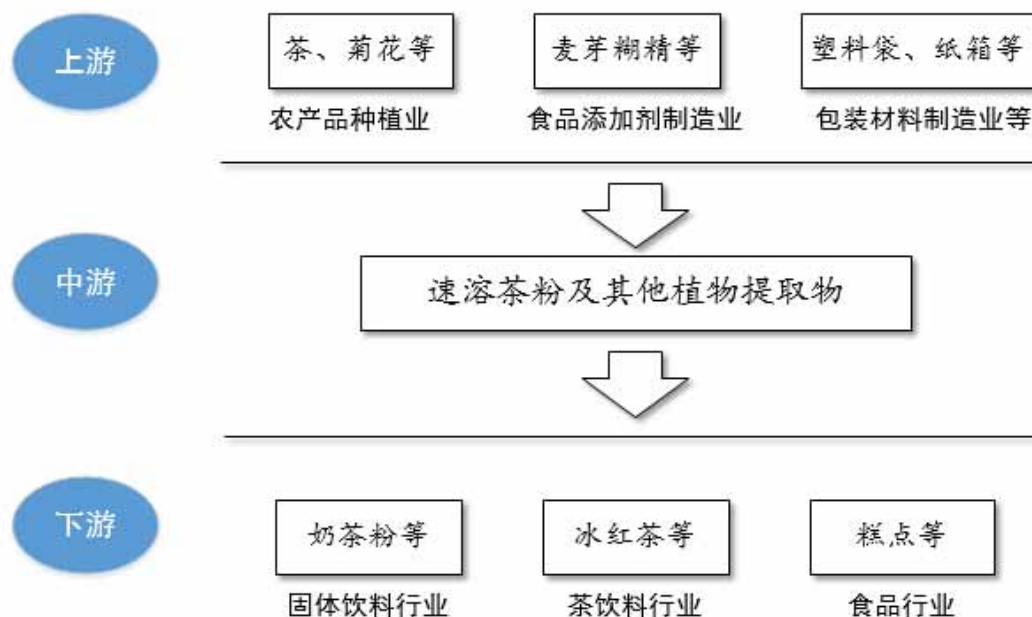 上游
茶、菊花等
麦芽糊精等
塑料袋、纸箱等
农产品种植业
食品添加剂制造业
包装材料制造业等
中游
速溶茶粉及其他植物提取物
下游
奶茶粉等
冰红茶等
糕点等
固体饮料行业
茶饮料行业
食品行业